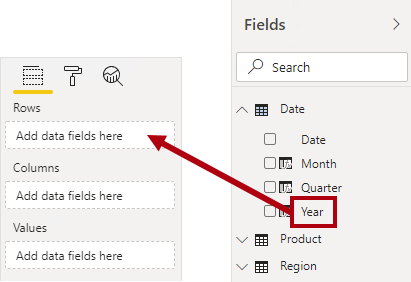 Rows
Add data fields here
Columns
Add data fields here
Values
Add data fields here
Fields
Search
Date
Date
Month
Quarter
Year
Product
Region